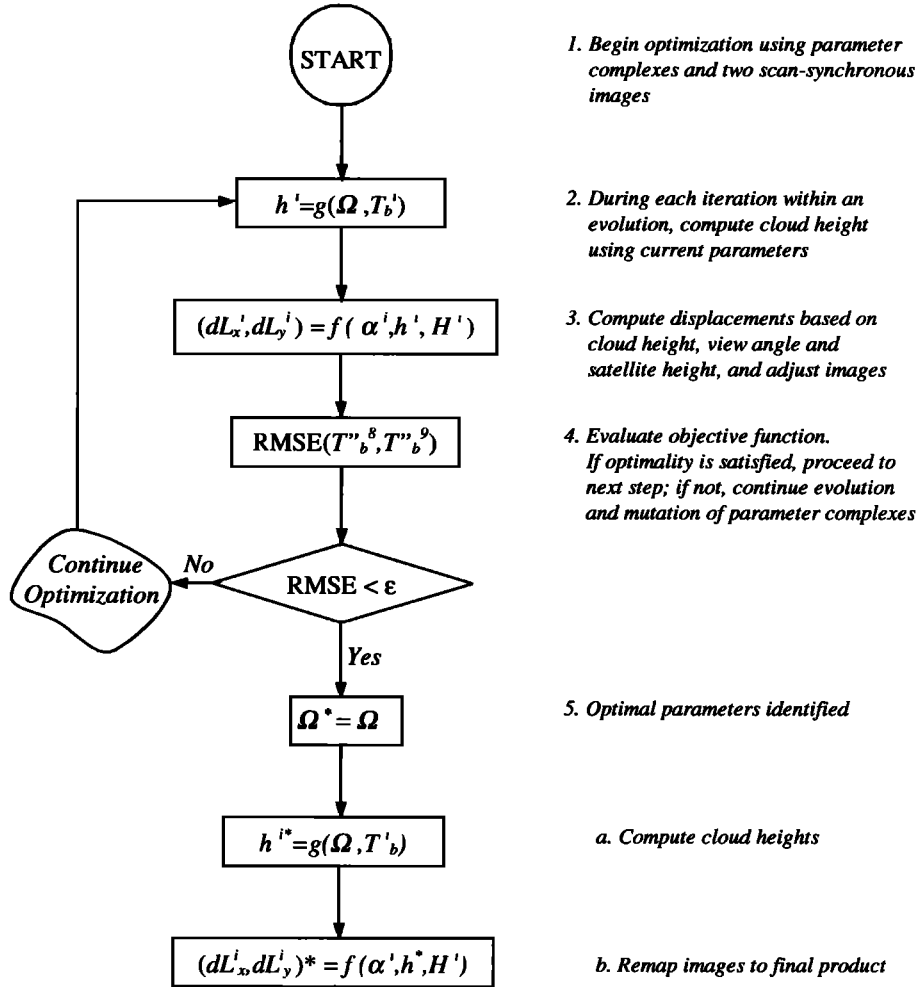 START
1. Begin optimization using parameter
complexes and two scan-synchronous
images
h'=g(Ω,T_b')
2. During each iteration within an
evolution, compute cloud height
using current parameters
(dL_x',dL_y^i)=f(α^i,h',H')
3. Compute displacements based on
cloud height, view angle and
satellite height, and adjust images
RMSE(T"_b^8,T"_b^9)
4. Evaluate objective function.
If optimality is satisfied, proceed to
next step; if not, continue evolution
and mutation of parameter complexes
Continue
Optimization
No
RMSE < ε
Yes
Ω*=Ω
5. Optimal parameters identified
h^i*=g(Ω,T'_b)
a. Compute cloud heights
(dL^i_x,dL^i_y)*=f(α',h*,H')
b. Remap images to final product